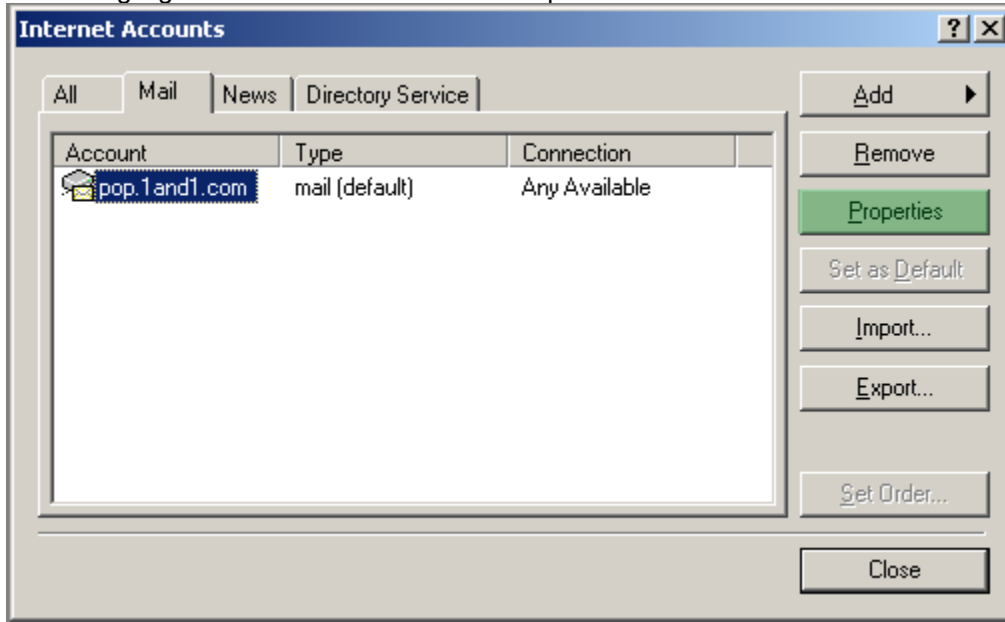 Internet Accounts
All Mail News Directory Service
Add
Account Type Connection
Remove
pop.1and1.com mail (default) Any Available
Properties
Set as Default
Import...
Export...
Set Order...
Close